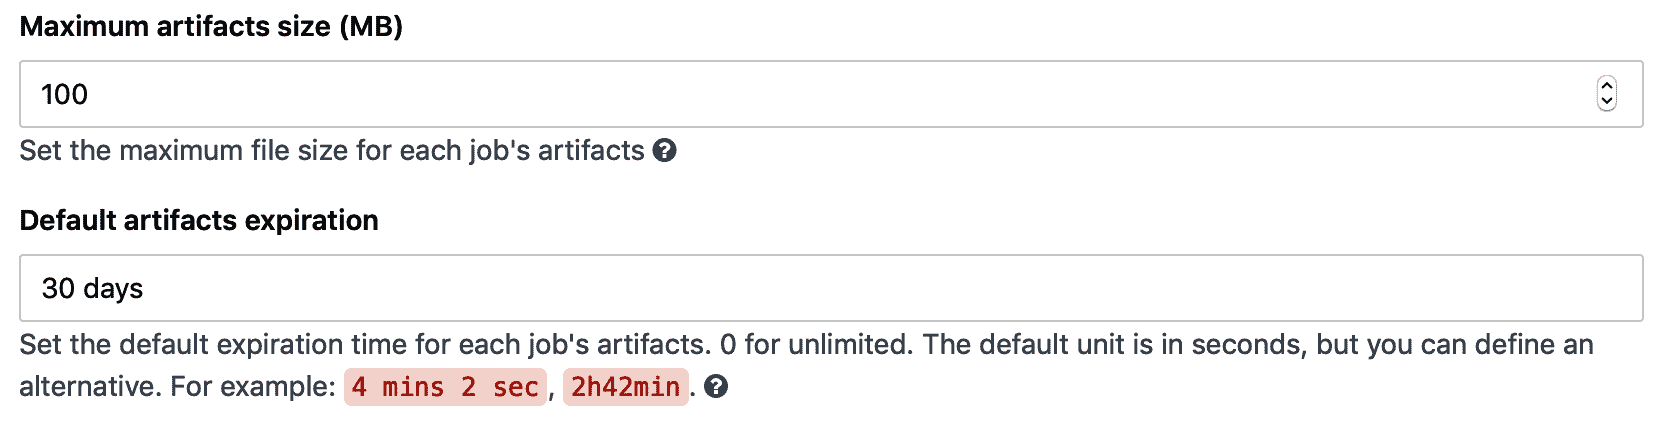 Maximum artifacts size (MB)
100
Set the maximum file size for each job's artifacts ?
Default artifacts expiration
30 days
Set the default expiration time for each job's artifacts. 0 for unlimited. The default unit is in seconds, but you can define an
alternative. For example: 4 mins 2 sec, 2h42min. ?